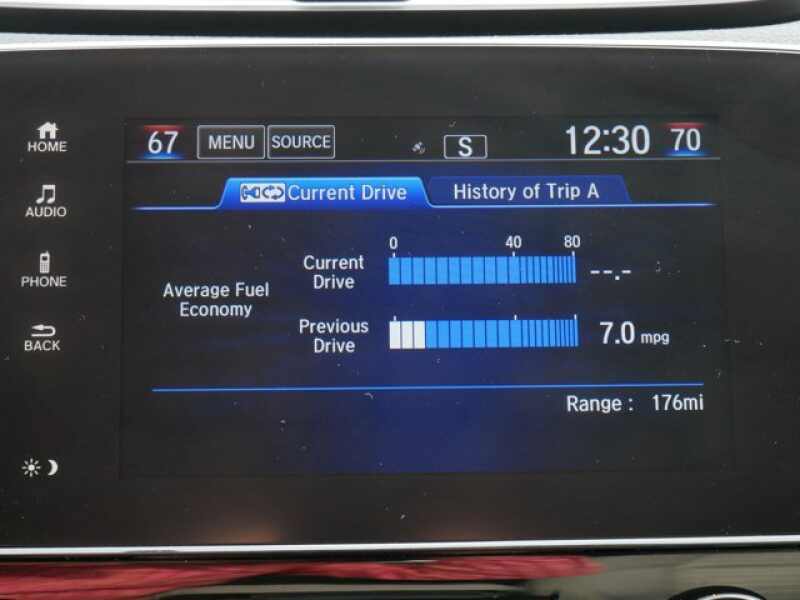 HOME
AUDIO
PHONE
BACK
67 MENU SOURCE S 12:30 70
Current Drive History of Trip A
0 40 80
Current
Drive
--.-
Average Fuel
Economy
Previous
Drive
7.0 mpg
Range : 176mi